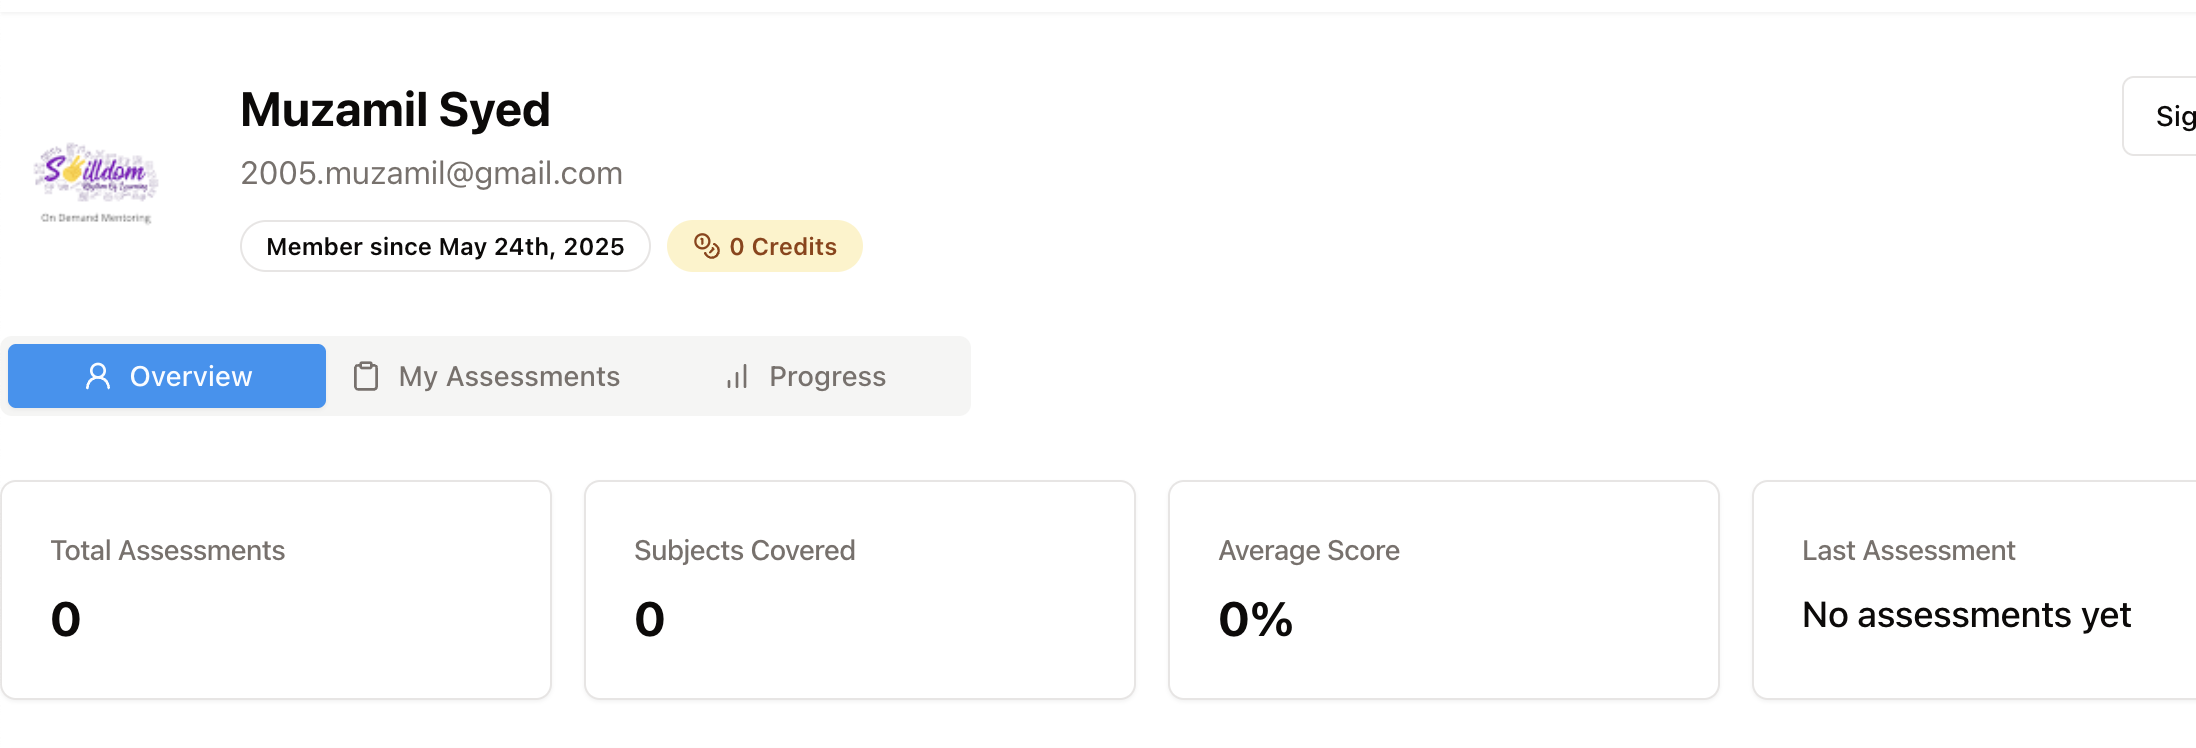 Muzamil Syed
Sig
2005.muzamil@gmail.com
Skilldom
Rhythm Of Learning
On Demand Mentoring
Member since May 24th, 2025
0 Credits
Overview
My Assessments
Progress
Total Assessments
0
Subjects Covered
0
Average Score
0%
Last Assessment
No assessments yet